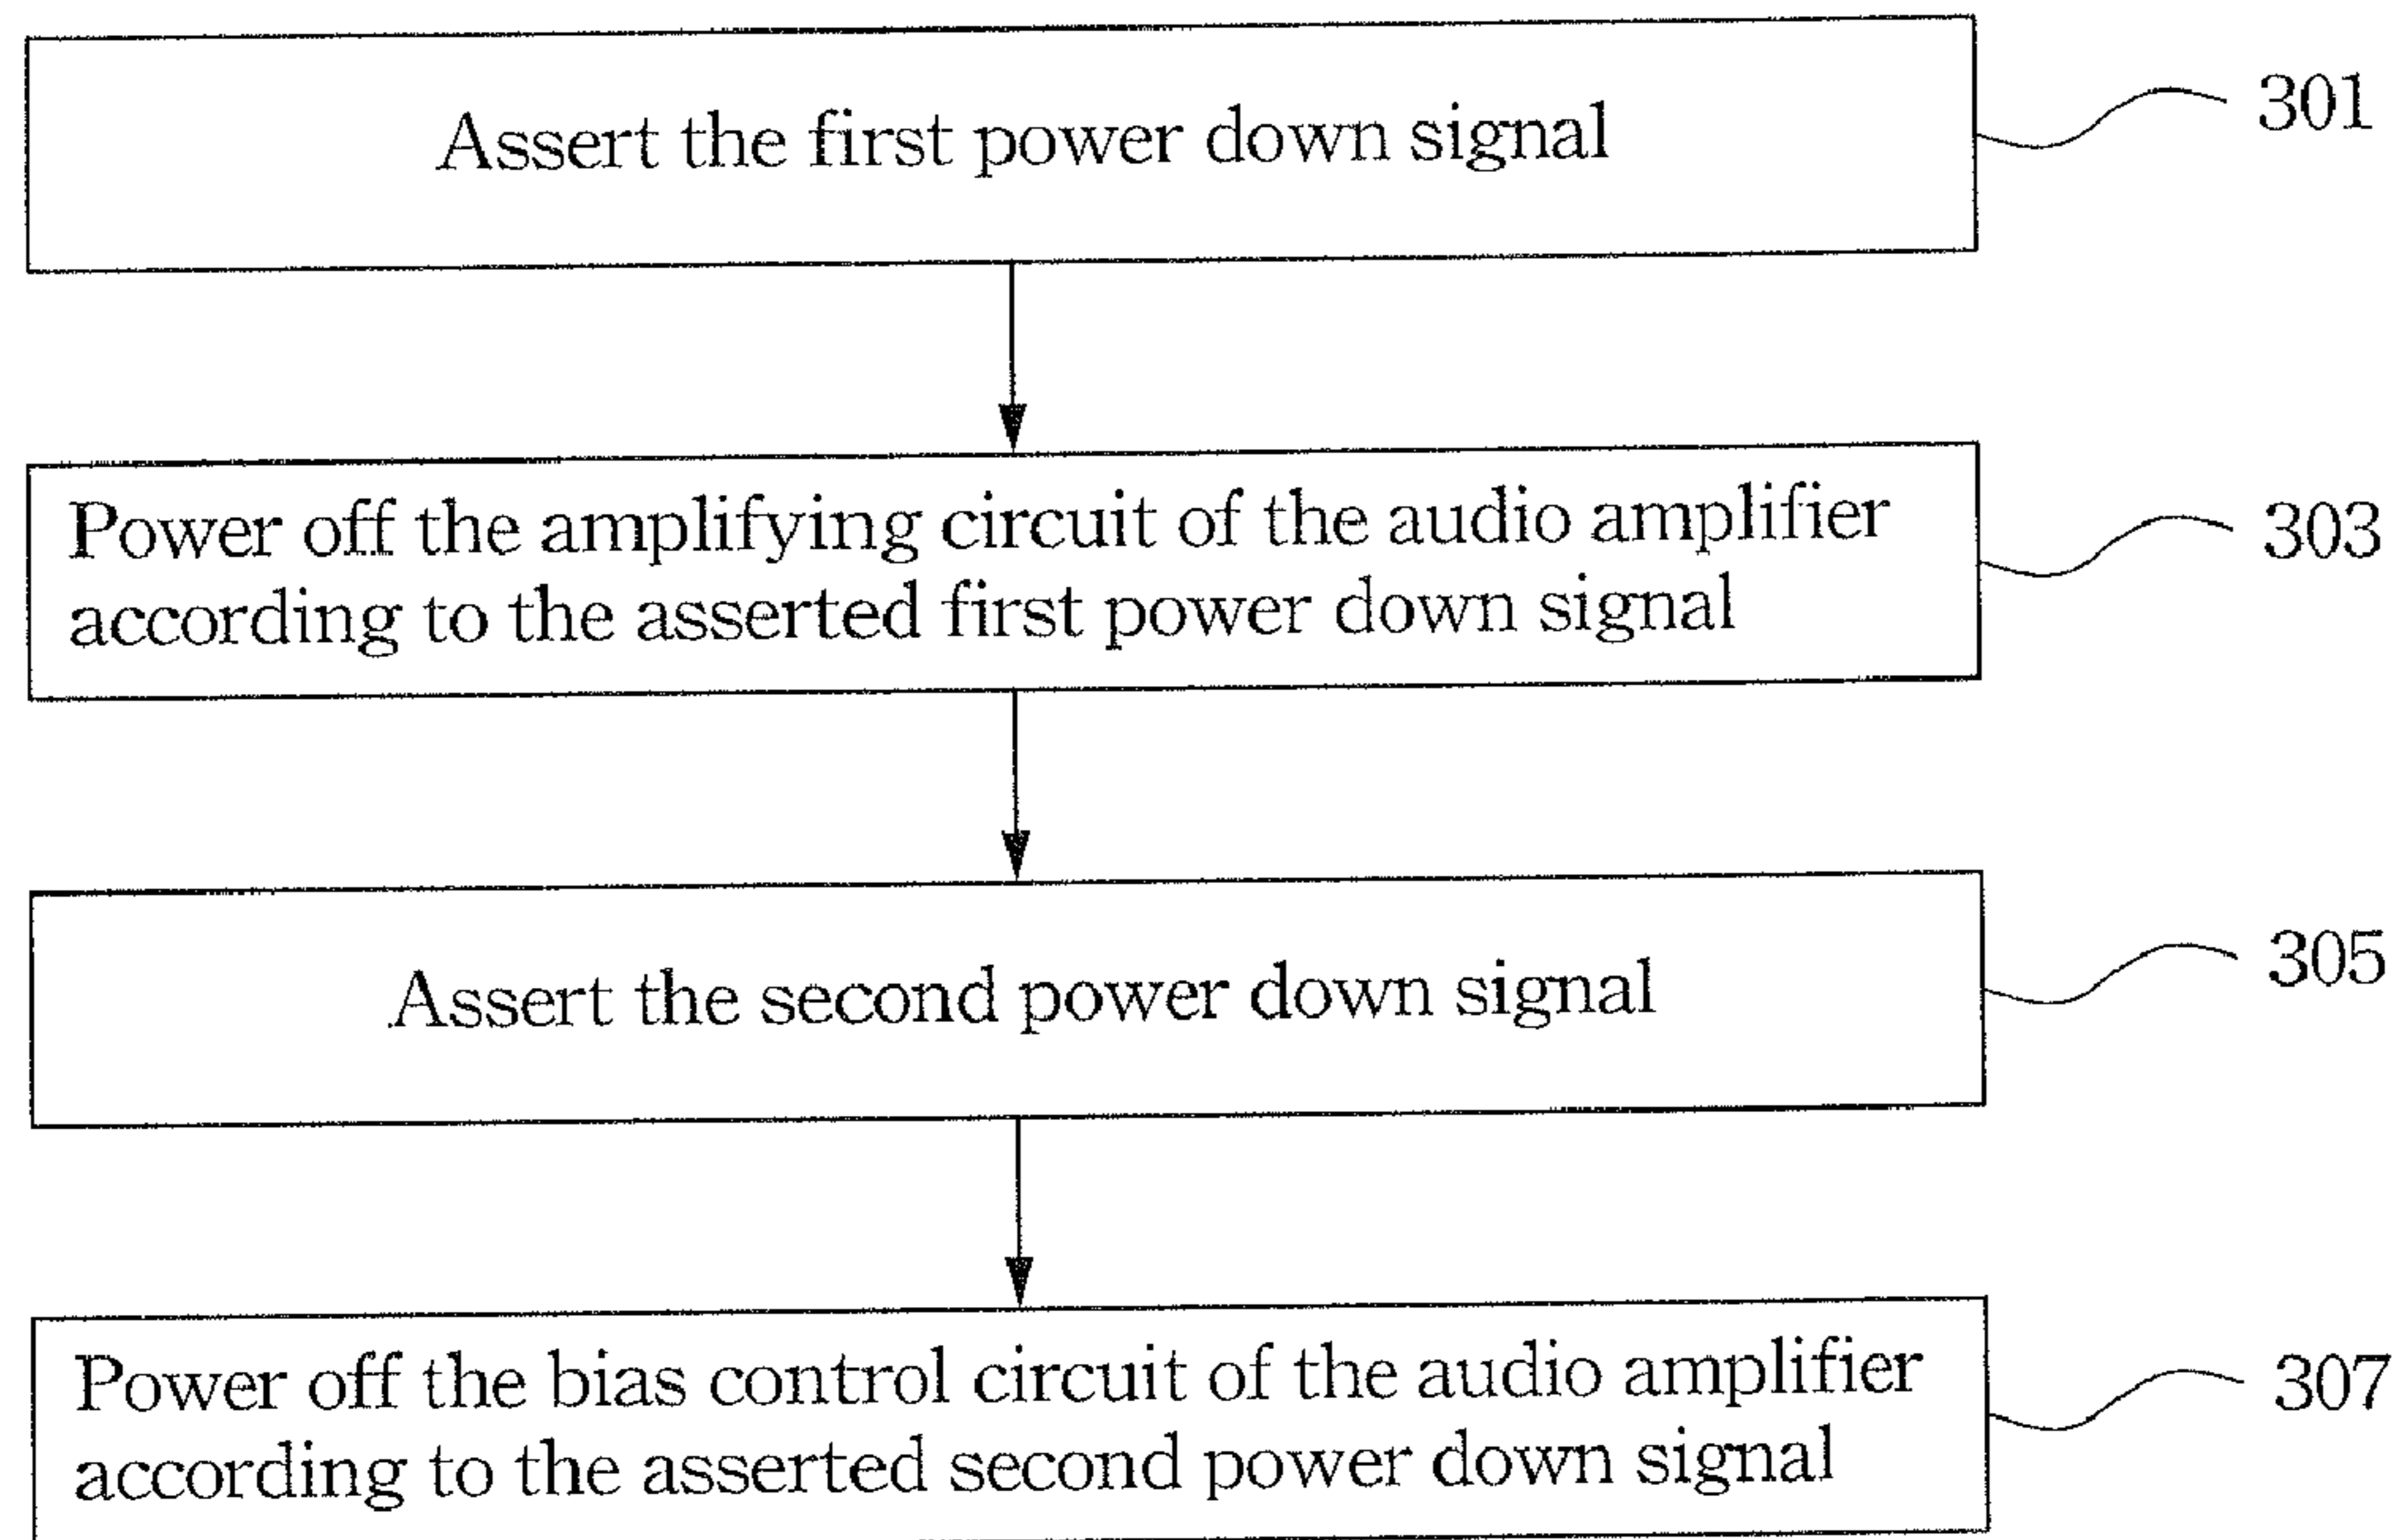 Assert the first power down signal
301
Power off the amplifying circuit of the audio amplifier
according to the asserted first power down signal
303
Assert the second power down signal
305
Power off the bias control circuit of the audio amplifier
according to the asserted second power down signal
307